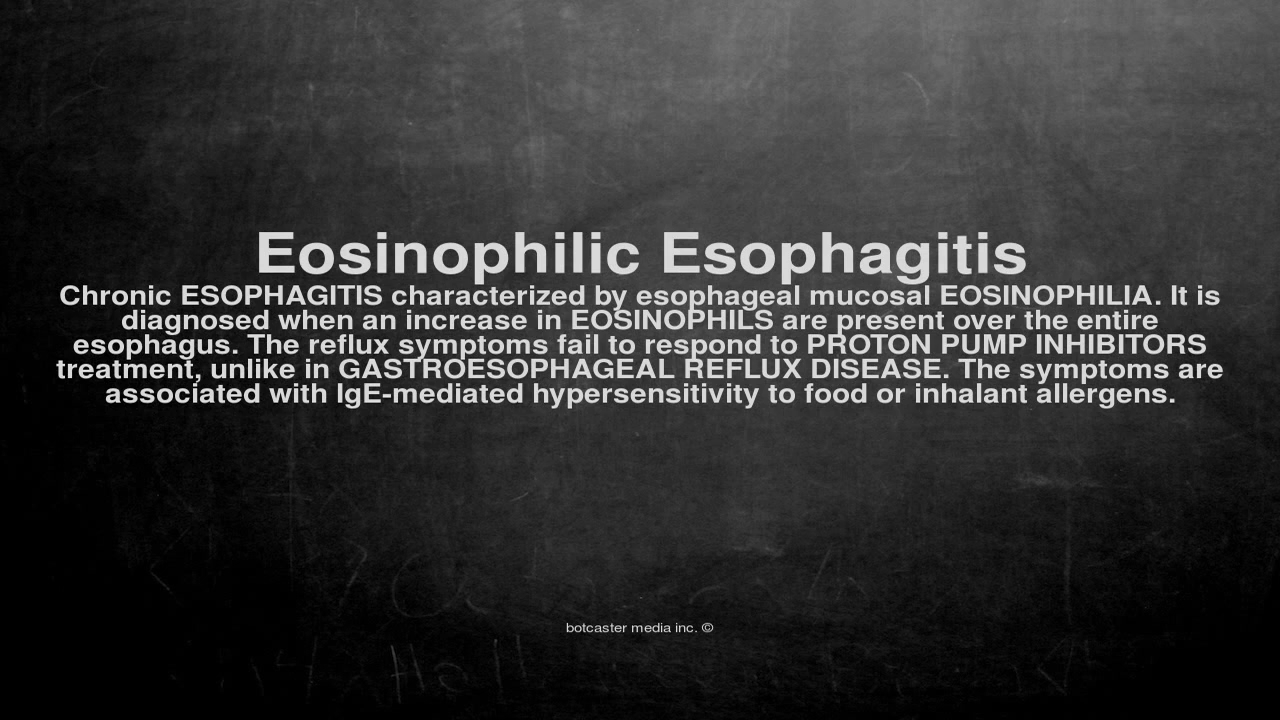 Eosinophilic Esophagitis
Chronic ESOPHAGITIS characterized by esophageal mucosal EOSINOPHILIA. It is
diagnosed when an increase in EOSINOPHILS are present over the entire
esophagus. The reflux symptoms fail to respond to PROTON PUMP INHIBITORS
treatment, unlike in GASTROESOPHAGEAL REFLUX DISEASE. The symptoms are
associated with IgE-mediated hypersensitivity to food or inhalant allergens.
botcaster media inc. ©